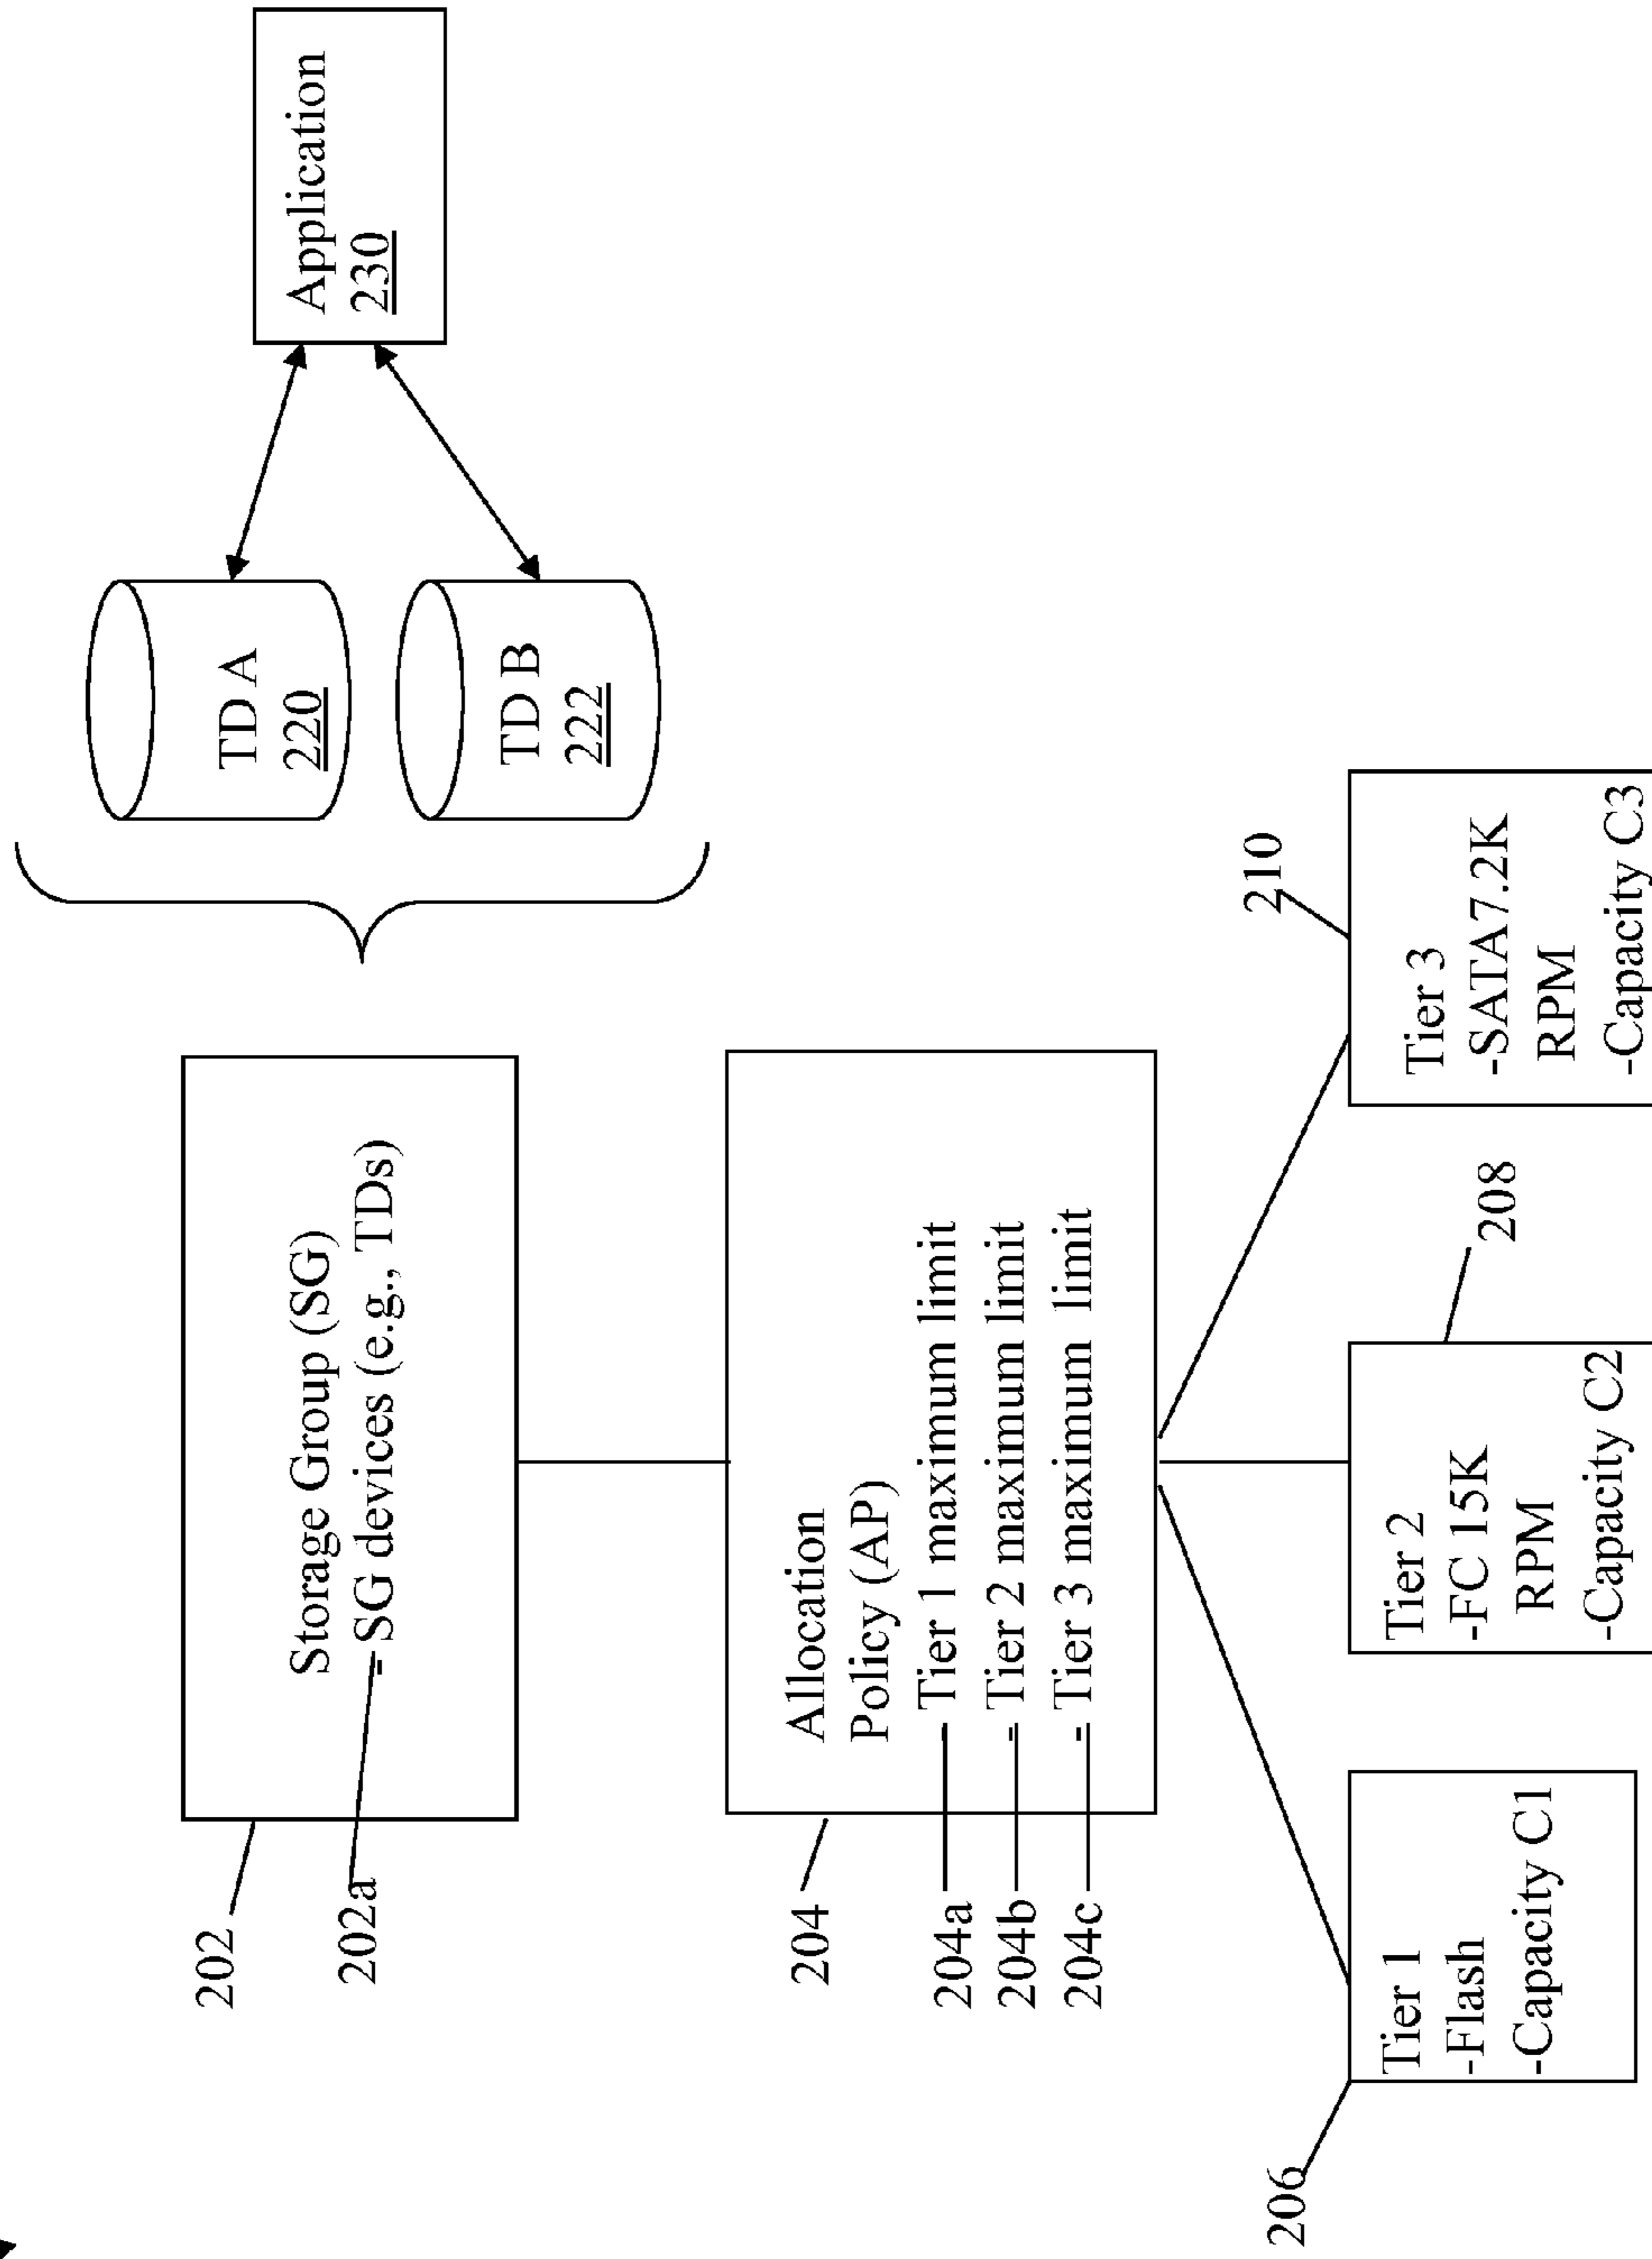 202
Storage Group (SG)
202a
- SG devices (e.g., TDs)
TD A
220
TD B
222
Application
230
204
Allocation
Policy (AP)
204a
- Tier 1 maximum limit
204b
- Tier 2 maximum limit
204c
- Tier 3 maximum limit
206
Tier 1
-Flash
-Capacity C1
208
Tier 2
-FC 15K
RPM
-Capacity C2
210
Tier 3
-SATA7.2K
RPM
-Capacity C3